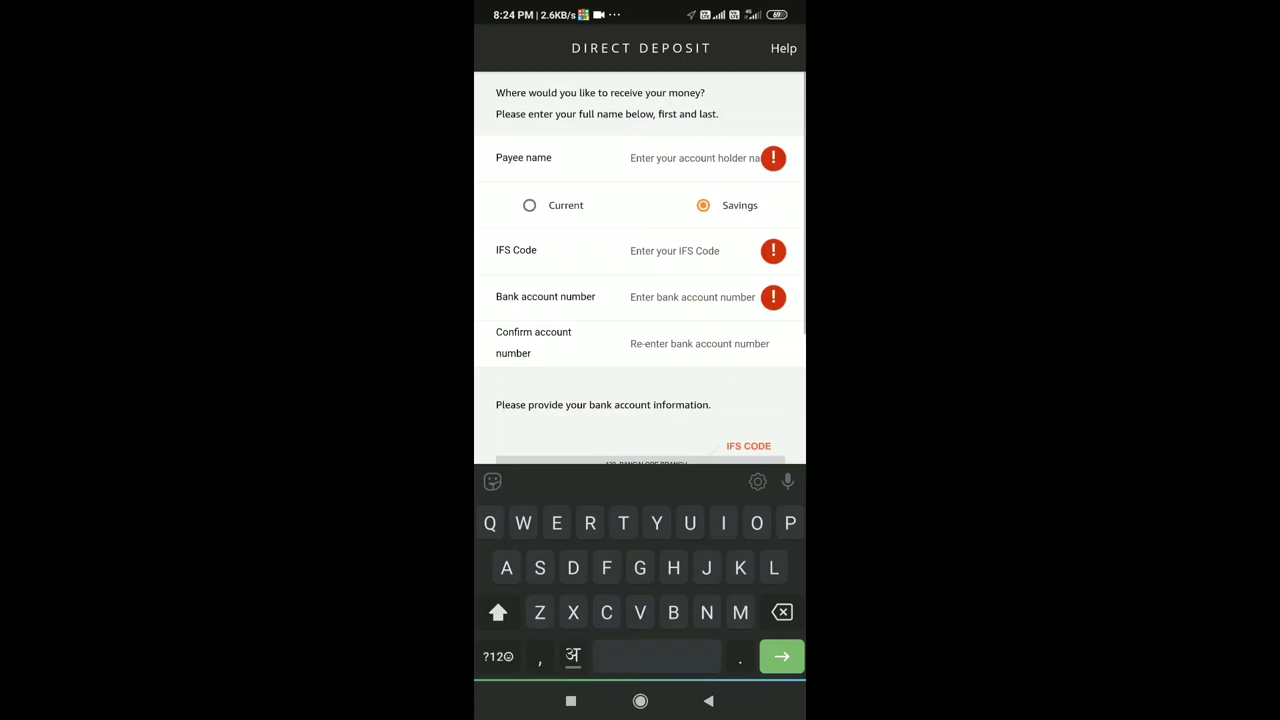 8:24 PM | 2.6KB/s ...
69
DIRECT DEPOSIT
Help
Where would you like to receive your money?
Please enter your full name below, first and last.
Payee name
Enter your account holder na
Current
Savings
IFS Code
Enter your IFS Code
Bank account number
Enter bank account number
Confirm account
number
Re-enter bank account number
Please provide your bank account information.
IFS CODE
Q W E R T Y U I O P
A S D F G H J K L
Z X C V B N M
?12 , अ .